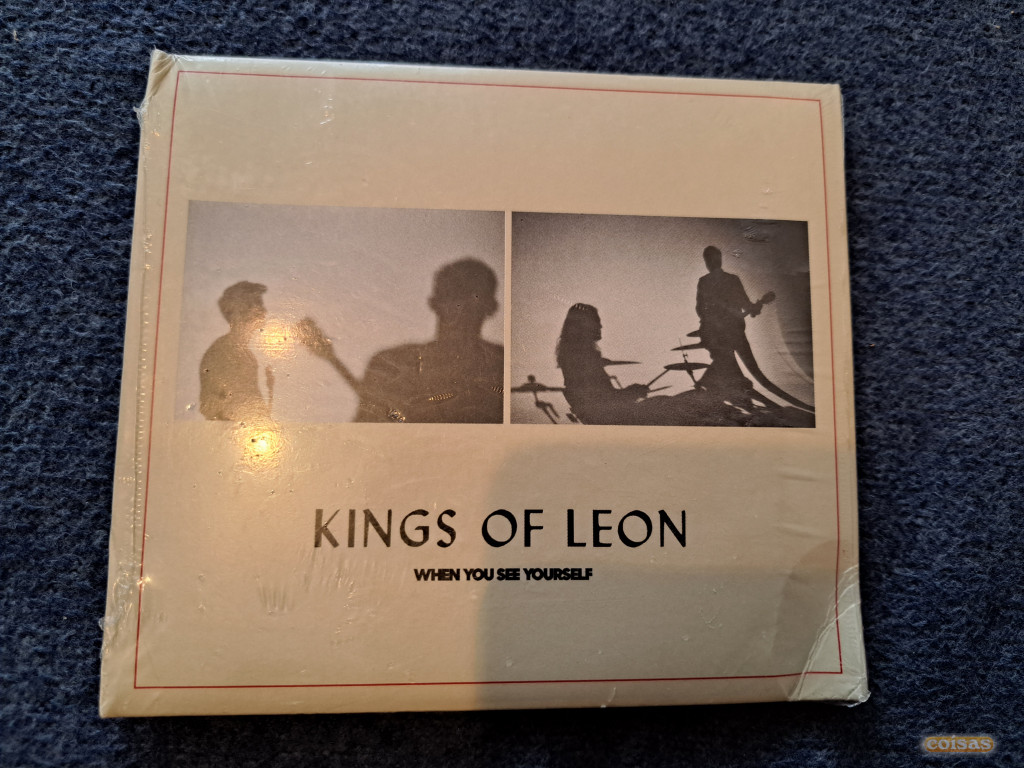 KINGS OF LEON
WHEN YOU SEE YOURSELF
coisas